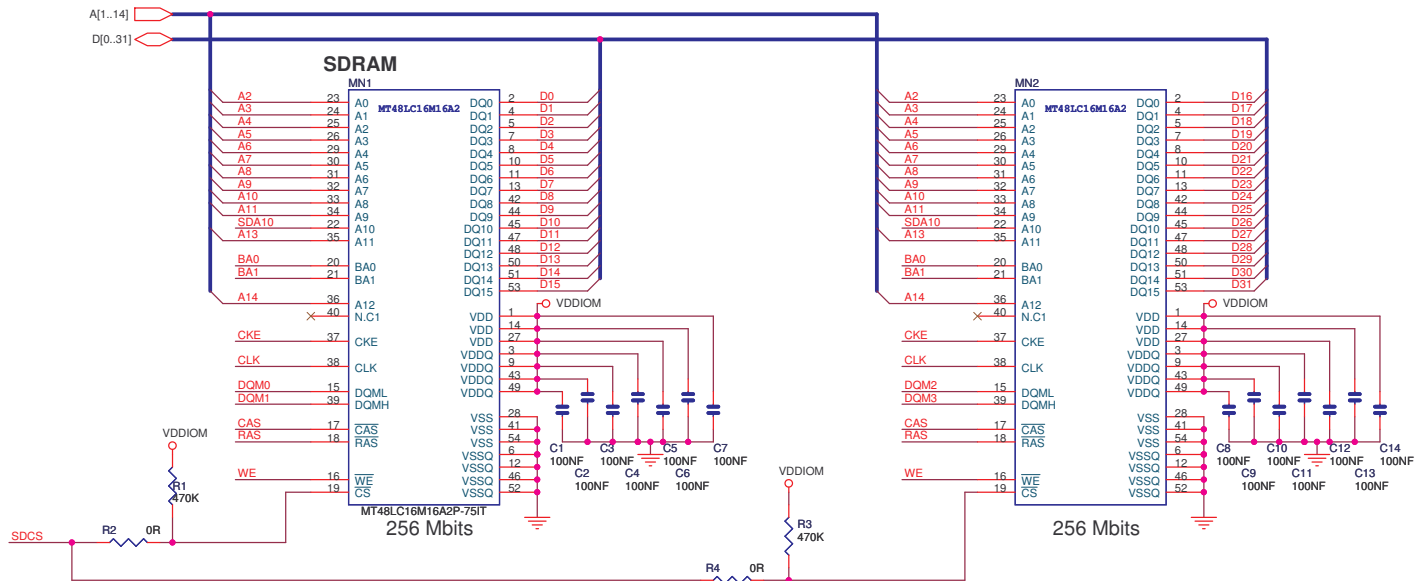 A[1..14]
D[0..31]
SDRAM
MN1
MT48LC16M16A2
A2 23 A0 DQ0 2 D0
A3 24 A1 DQ1 4 D1
A4 25 A2 DQ2 5 D2
A5 26 A3 DQ3 7 D3
A6 29 A4 DQ4 8 D4
A7 30 A5 DQ5 10 D5
A8 31 A6 DQ6 11 D6
A9 32 A7 DQ7 13 D7
A10 33 A8 DQ8 42 D8
A11 34 A9 DQ9 44 D9
SDA10 22 A10 DQ10 45 D10
A13 35 A11 DQ11 47 D11
DQ12 48 D12
BA0 20 BA0 DQ13 50 D13
BA1 21 BA1 DQ14 51 D14
DQ15 53 D15
A14 36 A12 VDDIOM
40 N.C1 VDD 1
VDD 14
CKE 37 CKE VDD 27
VDDQ 3
CLK 38 CLK VDDQ 9
VDDQ 43
DQM0 15 DQML VDDQ 49
DQM1 39 DQMH
VSS 28
CAS 17 CAS VSS 41
RAS 18 RAS VSS 54
VSSQ 6
VSSQ 12
WE 16 WE VSSQ 46
19 CS VSSQ 52
C1 C3 C5 C7
100NF 100NF 100NF 100NF
C2 C4 C6
100NF 100NF 100NF
MT48LC16M16A2P-75IT
256 Mbits
VDDIOM
R1
470K
SDCS
R2 0R
VDDIOM
R3
470K
R4 0R
MN2
MT48LC16M16A2
A2 23 A0 DQ0 2 D16
A3 24 A1 DQ1 4 D17
A4 25 A2 DQ2 5 D18
A5 26 A3 DQ3 7 D19
A6 29 A4 DQ4 8 D20
A7 30 A5 DQ5 10 D21
A8 31 A6 DQ6 11 D22
A9 32 A7 DQ7 13 D23
A10 33 A8 DQ8 42 D24
A11 34 A9 DQ9 44 D25
SDA10 22 A10 DQ10 45 D26
A13 35 A11 DQ11 47 D27
DQ12 48 D28
BA0 20 BA0 DQ13 50 D29
BA1 21 BA1 DQ14 51 D30
DQ15 53 D31
A14 36 A12 VDDIOM
40 N.C1 VDD 1
VDD 14
CKE 37 CKE VDD 27
VDDQ 3
CLK 38 CLK VDDQ 9
VDDQ 43
DQM2 15 DQML VDDQ 49
DQM3 39 DQMH
VSS 28
CAS 17 CAS VSS 41
RAS 18 RAS VSS 54
VSSQ 6
VSSQ 12
WE 16 WE VSSQ 46
19 CS VSSQ 52
C8 C10 C12 C14
100NF 100NF 100NF 100NF
C9 C11 C13
100NF 100NF 100NF
256 Mbits